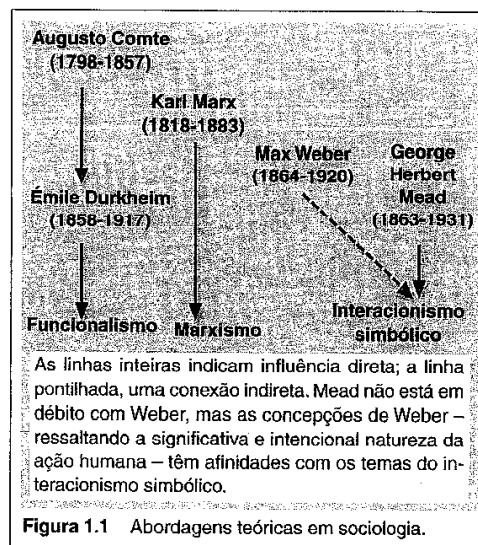 Augusto Comte
(1798-1857)
Karl Marx
(1818-1883)
Max Weber
(1864-1920)
George
Herbert
Mead
(1863-1931)
Émile Durkheim
(1858-1917)
Funcionalismo
Marxismo
Interacionismo
simbólico
As linhas inteiras indicam influência direta; a linha
pontilhada, uma conexão indireta. Mead não está em
débito com Weber, mas as concepções de Weber –
ressaltando a significativa e intencional natureza da
ação humana – têm afinidades com os temas do in-
teracionismo simbólico.
Figura 1.1 Abordagens teóricas em sociologia.